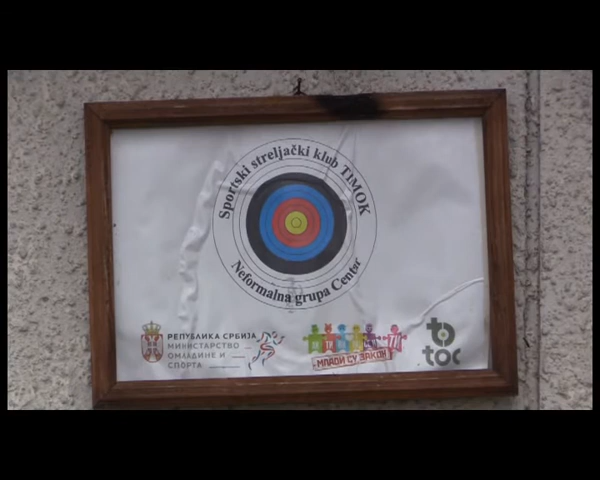 Sportski streljački klub TIMOK
Neformalna grupa Center
РЕПУБЛИКА СРБИЈА
МИНИСТАРСТВО
ОМЛАДИНЕ И
СПОРТА
МЛАДИ СУ ЗАКОН
toc